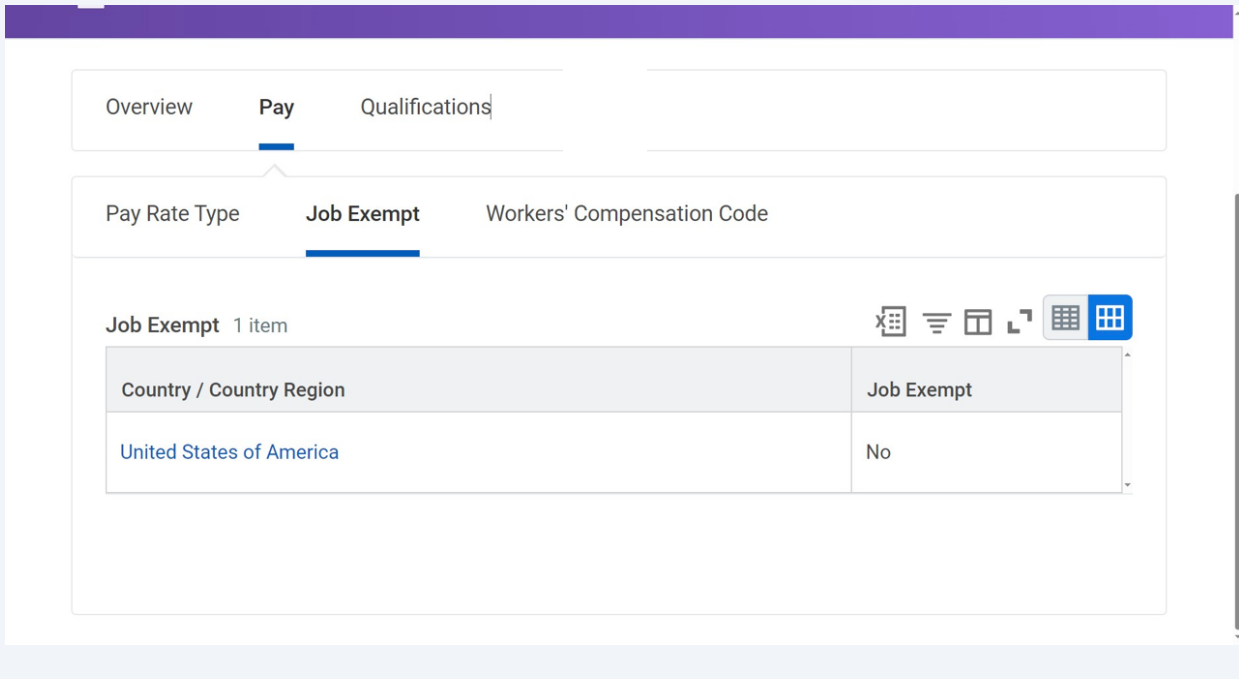 Overview Pay Qualifications
Pay Rate Type Job Exempt Workers' Compensation Code
Job Exempt 1 item
Country / Country Region Job Exempt
United States of America No